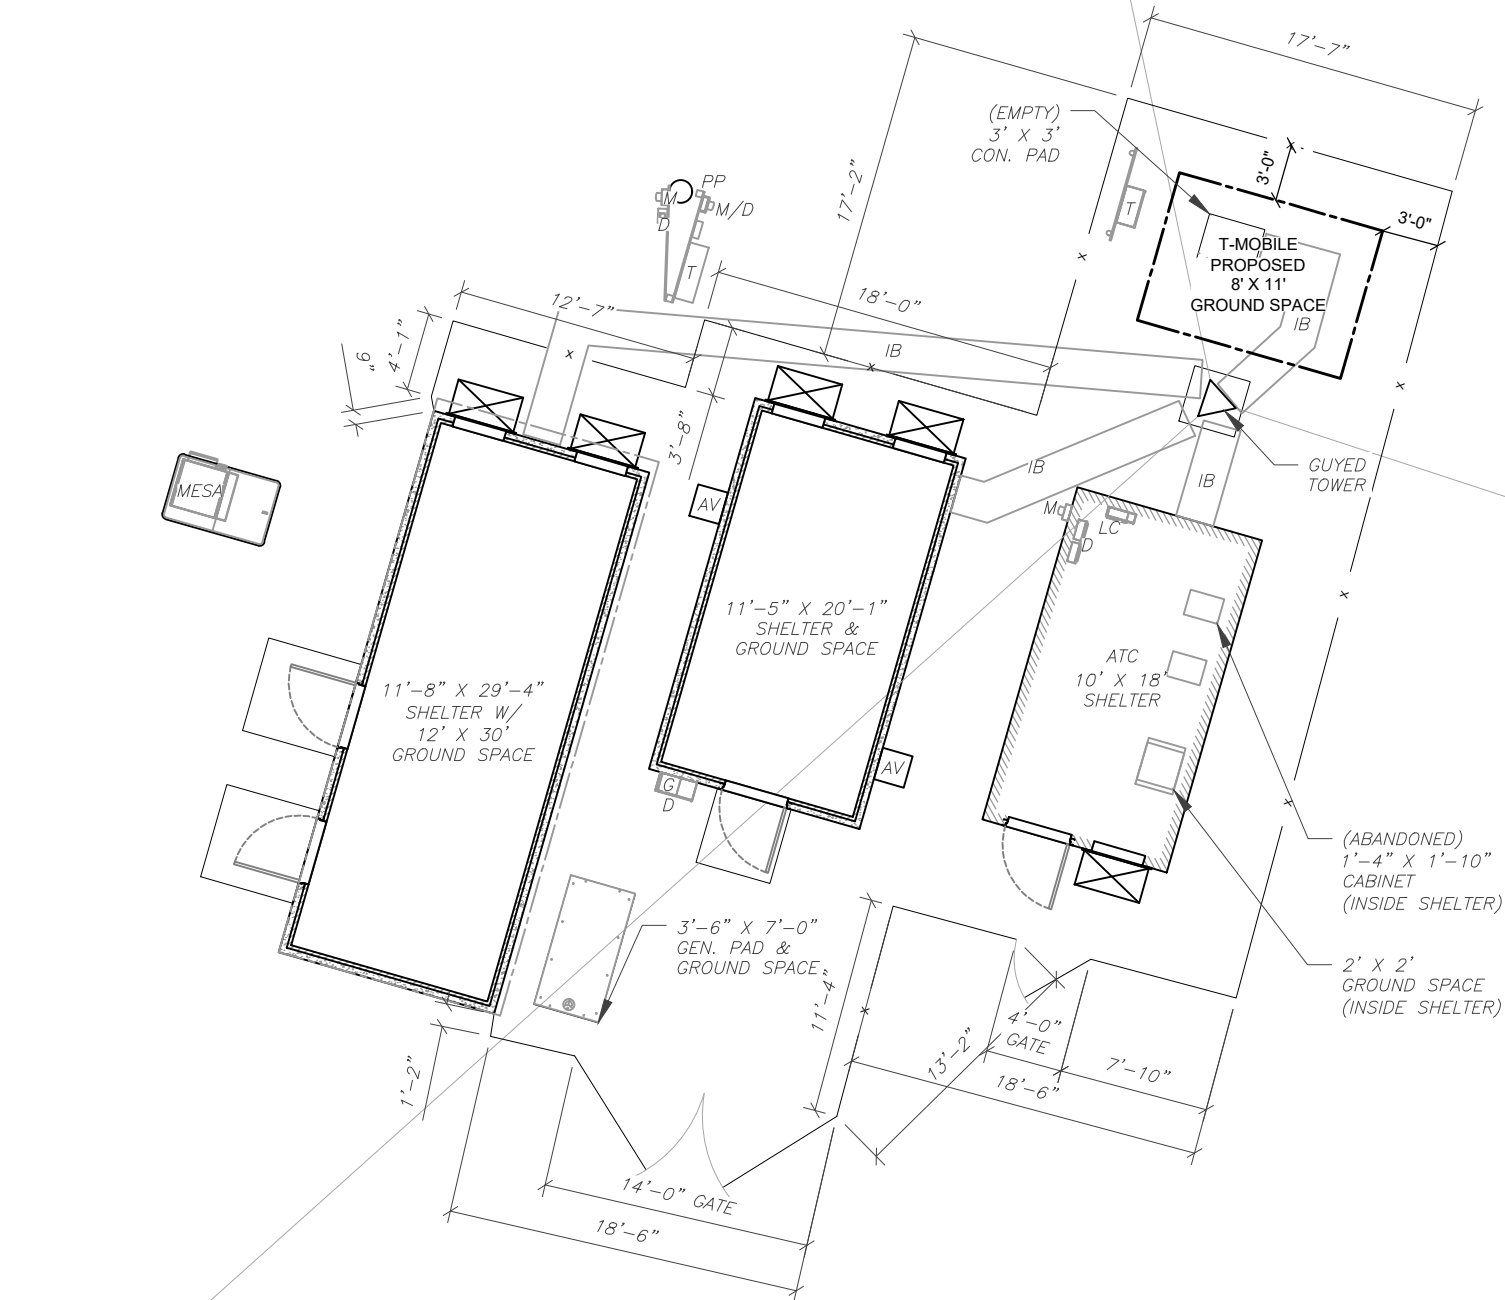 17'-7"
(EMPTY)
3' X 3'
CON. PAD
3'-0"
3'-0"
17'-2"
PP
M
M/D
D
T
T
T-MOBILE
PROPOSED
8' X 11'
GROUND SPACE
IB
12'-7"
18'-0"
4'-1"
6"
IB
3'-8"
IB
IB
GUYED
TOWER
MESA
AV
M
LC
D
11'-5" X 20'-1"
SHELTER &
GROUND SPACE
ATC
10' X 18'
SHELTER
11'-8" X 29'-4"
SHELTER W/
12' X 30'
GROUND SPACE
AV
G
D
(ABANDONED)
1'-4" X 1'-10"
CABINET
(INSIDE SHELTER)
3'-6" X 7'-0"
GEN. PAD &
GROUND SPACE
2' X 2'
GROUND SPACE
(INSIDE SHELTER)
11'-4"
4'-0"
GATE
13'-2"
7'-10"
18'-6"
1'-2"
14'-0" GATE
18'-6"
x
x
x
x
x
x
x
x